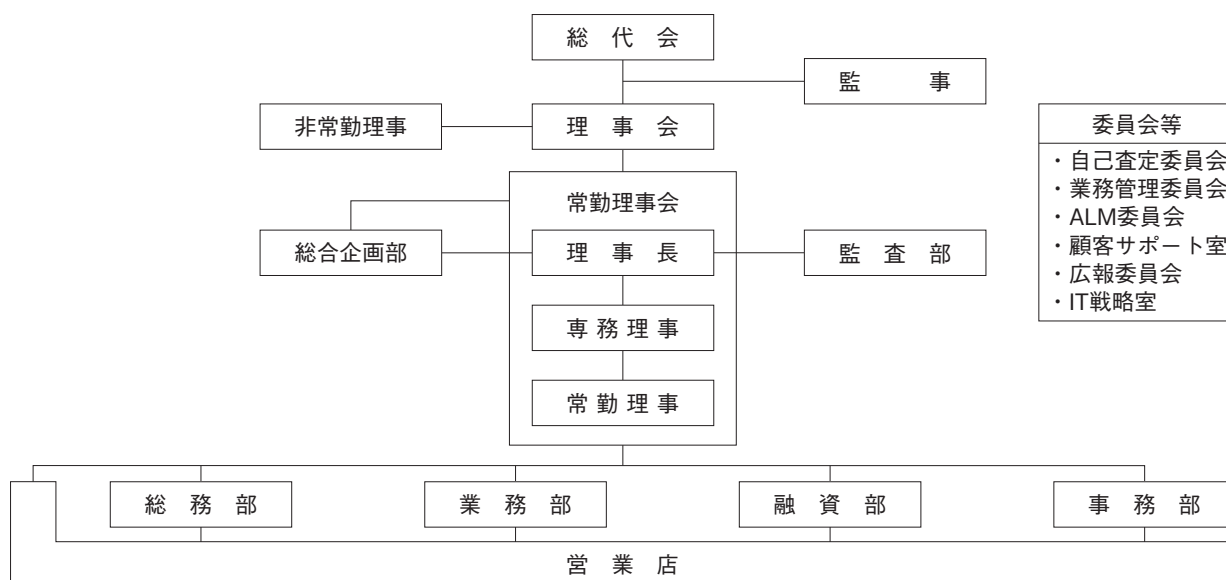 総代会
監事
非常勤理事
理事会
委員会等
・自己査定委員会
・業務管理委員会
・ALM委員会
・顧客サポート室
・広報委員会
・IT戦略室
常勤理事会
総合企画部
理事長
監査部
専務理事
常勤理事
総務部
業務部
融資部
事務部
営業店